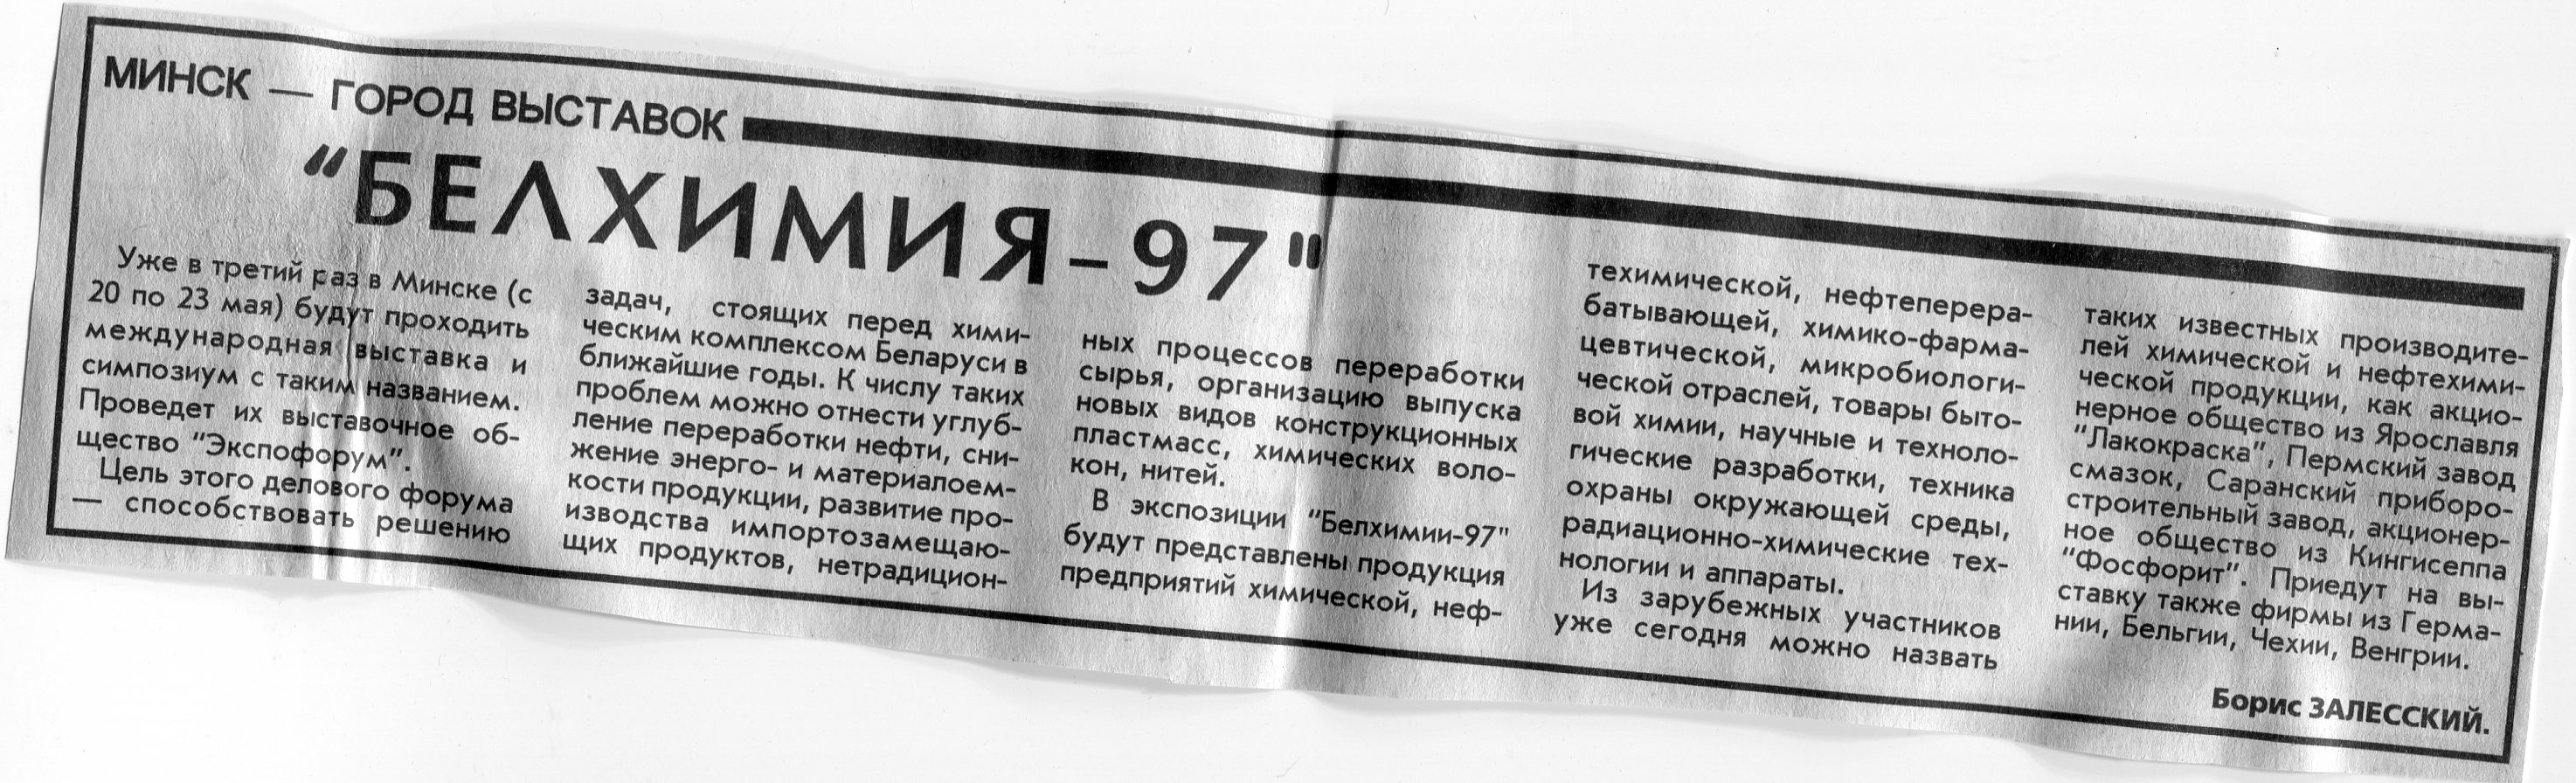 МИНСК — ГОРОД ВЫСТАВОК
“БЕЛХИМИЯ-97"
Уже в третий раз в Минске (с
20 по 23 мая) будут проходить
международная выставка и
симпозиум с таким названием.
Проведет их выставочное об-
щество “Экспофорум”.
Цель этого делового форума
— способствовать решению
задач, стоящих перед хими-
ческим комплексом Беларуси в
ближайшие годы. К числу таких
проблем можно отнести углуб-
ление переработки нефти, сни-
жение энерго- и материалоем-
кости продукции, развитие про-
изводства импортозамещаю-
щих продуктов, нетрадицион-
ных процессов переработки
сырья, организацию выпуска
новых видов конструкционных
пластмасс, химических воло-
кон, нитей.
В экспозиции “Белхимии-97"
будут представлены продукция
предприятий химической, неф-
техимической, нефтеперера-
батывающей, химико-фарма-
цевтической, микробиологи-
ческой отраслей, товары быто-
вой химии, научные и техноло-
гические разработки, техника
охраны окружающей среды,
радиационно-химические тех-
нологии и аппараты.
Из зарубежных участников
уже сегодня можно назвать
таких известных производите-
лей химической и нефтехими-
ческой продукции, как акцио-
нерное общество из Ярославля
“Лакокраска”, Пермский завод
смазок, Саранский приборо-
строительный завод, акционер-
ное общество из Кингисеппа
“Фосфорит”. Приедут на вы-
ставку также фирмы из Герма-
нии, Бельгии, Чехии, Венгрии.
Борис ЗАЛЕССКИЙ.